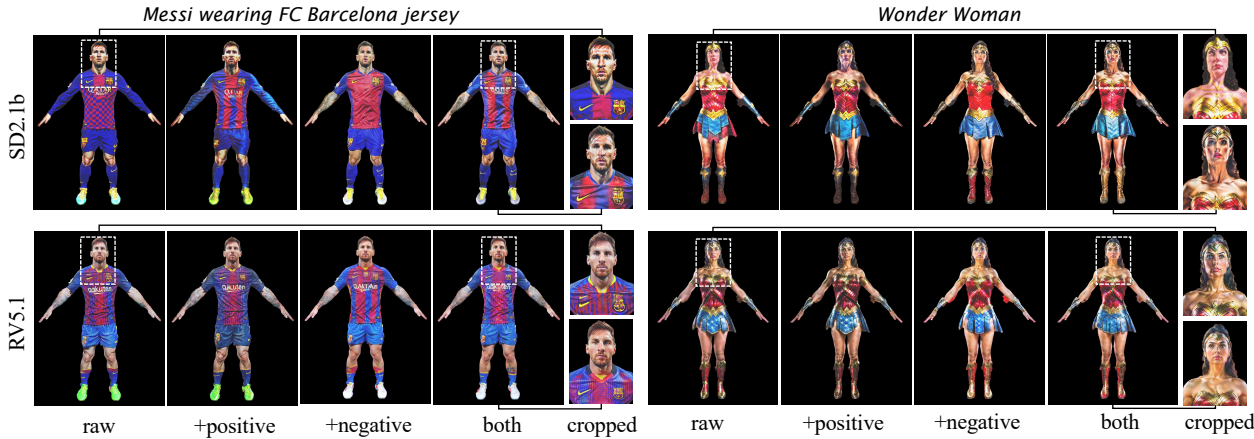 Messi wearing FC Barcelona jersey
Wonder Woman
SD2.1b
RV5.1
raw
+positive
+negative
both
cropped
raw
+positive
+negative
both
cropped